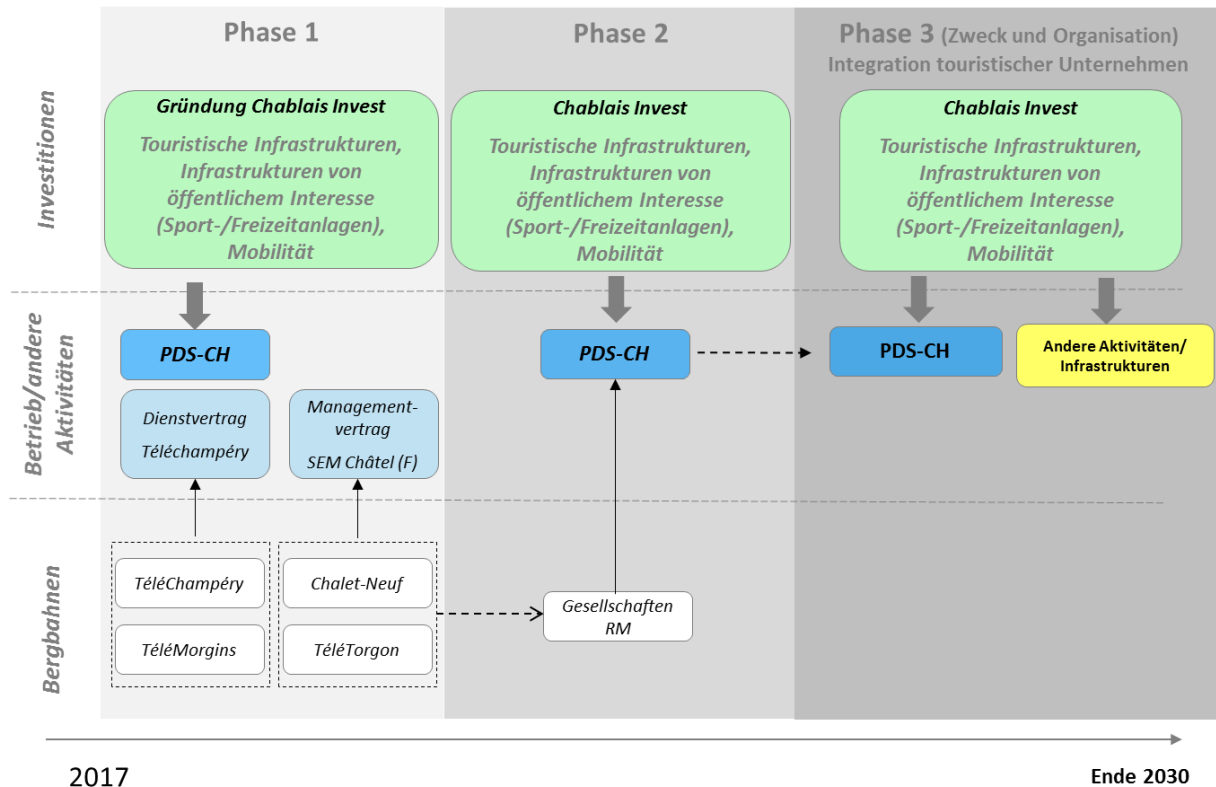 Phase 1
Phase 2
Phase 3 (Zweck und Organisation)
Integration touristischer Unternehmen
Investitionen
Gründung Chablais Invest
Touristische Infrastrukturen,
Infrastrukturen von
öffentlichem Interesse
(Sport-/Freizeitanlagen),
Mobilität
Chablais Invest
Touristische Infrastrukturen,
Infrastrukturen von
öffentlichem Interesse
(Sport-/Freizeitanlagen),
Mobilität
Chablais Invest
Touristische Infrastrukturen,
Infrastrukturen von
öffentlichem Interesse
(Sport-/Freizeitanlagen),
Mobilität
Betrieb/andere
Aktivitäten
PDS-CH
Dienstvertrag
Téléchampéry
Management-
vertrag
SEM Châtel (F)
PDS-CH
PDS-CH
Andere Aktivitäten/
Infrastrukturen
Bergbahnen
TéléChampéry
TéléMorgins
Chalet-Neuf
TéléTorgon
Gesellschaften
RM
2017
Ende 2030